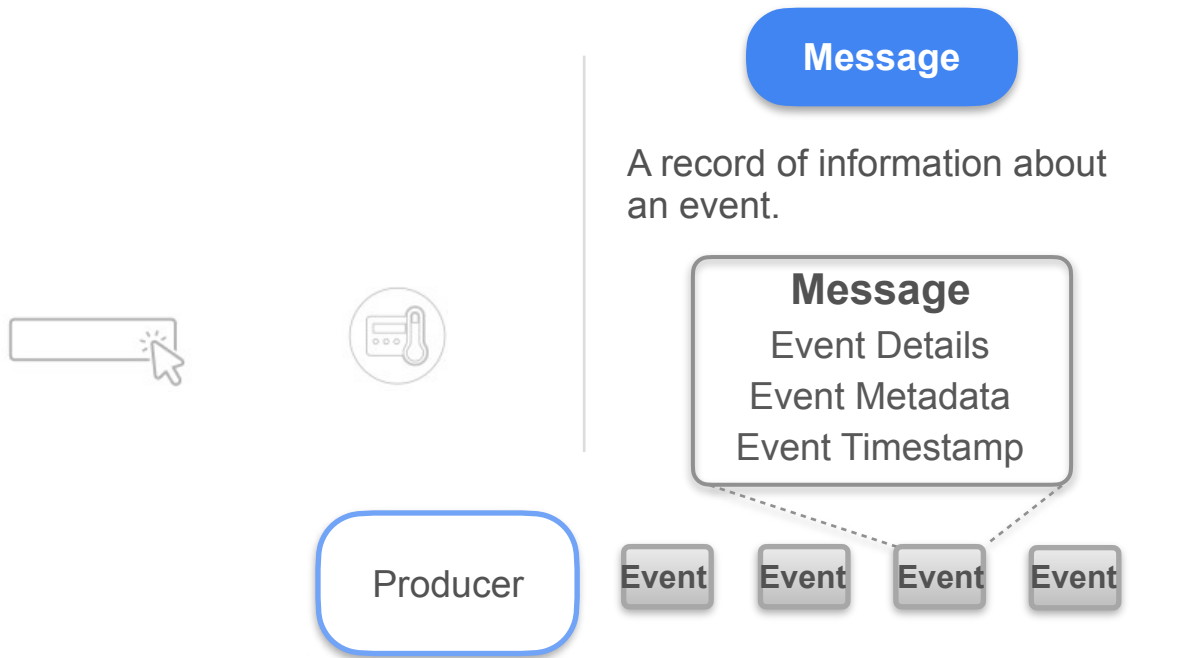 Message
A record of information about
an event.
Message
Event Details
Event Metadata
Event Timestamp
Producer
Event
Event
Event
Event